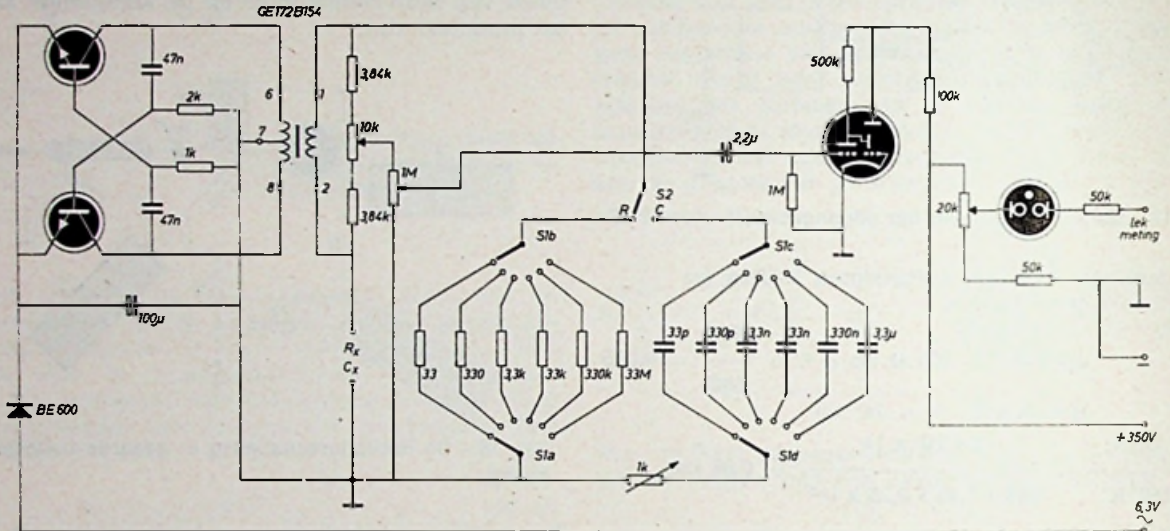 GE172B154
47n
2k
1k
47n
100µ
BE600
6
7
8
1
2
3,84k
10k
3,84k
1M
Rx
Cx
S2
R C
S1b
S1c
33
330
3,3k
33k
330k
33M
33p
330p
3,3n
33n
330n
3,3µ
S1a
S1d
1k
2,2µ
1M
500k
100k
20k
50k
lek
meting
50k
+350V
6,3V
~